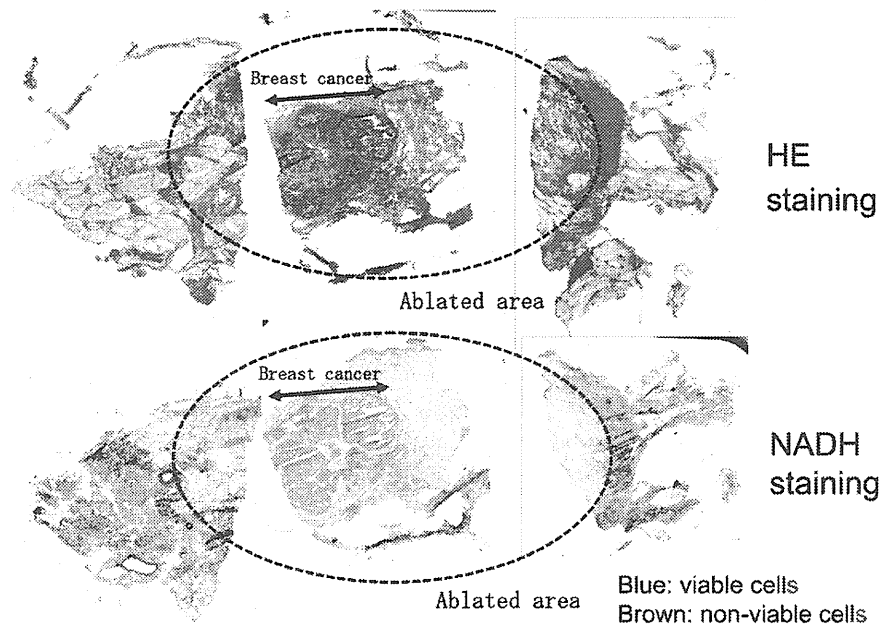 Breast cancer
HE
staining
Ablated area
Breast cancer
NADH
staining
Blue: viable cells
Ablated area
Brown: non-viable cells